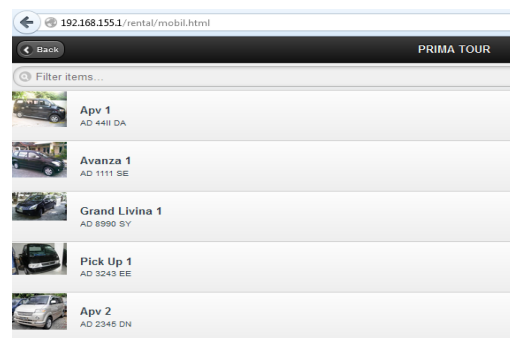 192.168.155.1/rental/mobil.html
Back
PRIMA TOUR
Filter items...
Apv 1
AD 44II DA
Avanza 1
AD 1111 SE
Grand Livina 1
AD 8990 SY
Pick Up 1
AD 3243 EE
Apv 2
AD 2345 DN